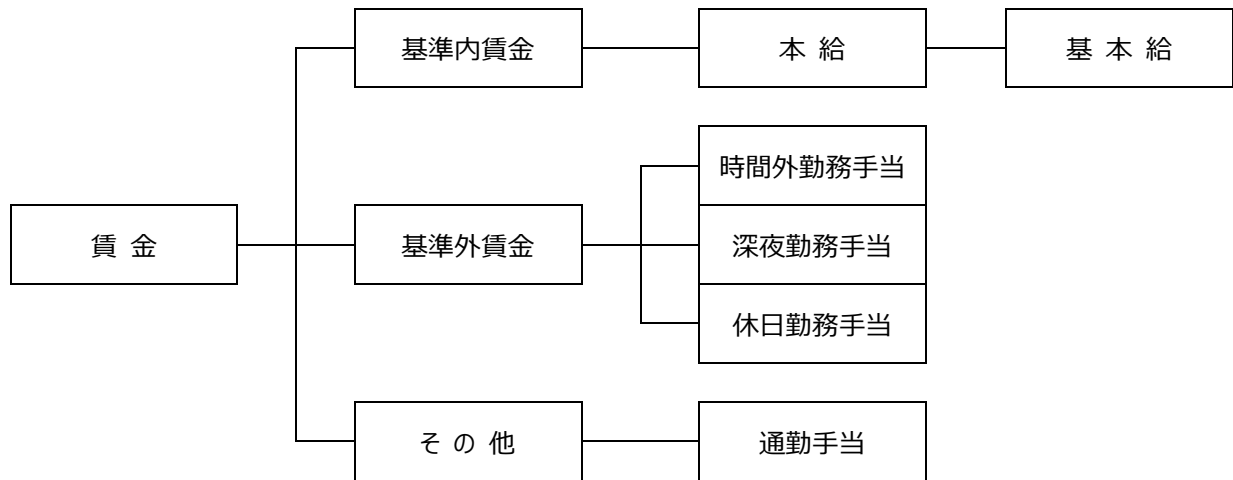 基準内賃金
本 給
基 本 給
時間外勤務手当
賃 金
基準外賃金
深夜勤務手当
休日勤務手当
そ の 他
通勤手当